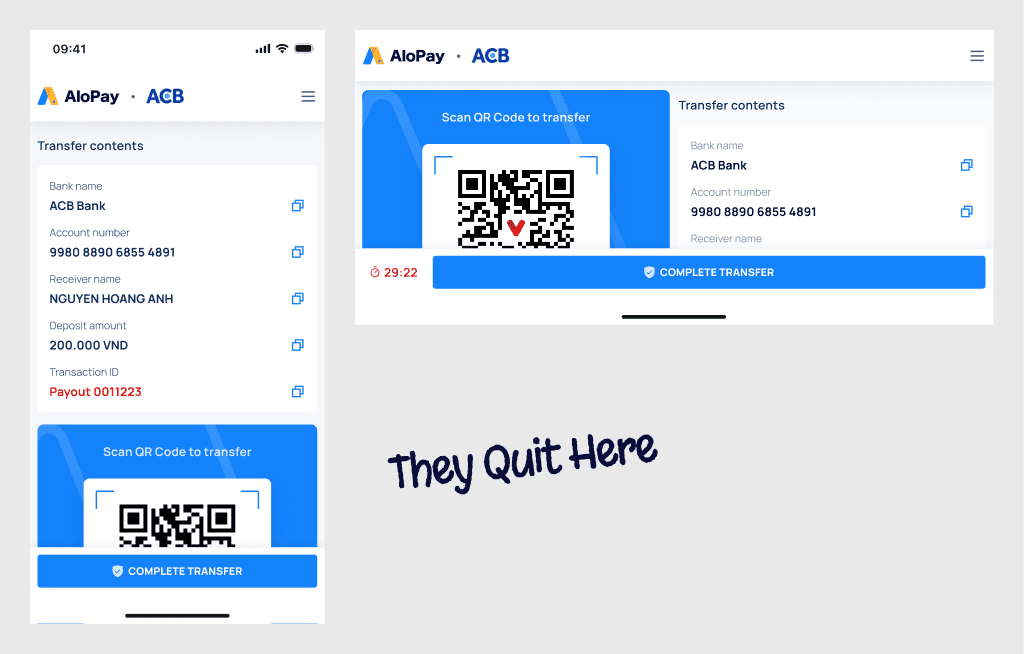 09:41
AloPay · ACB
Transfer contents
Bank name
ACB Bank
Account number
9980 8890 6855 4891
Receiver name
NGUYEN HOANG ANH
Deposit amount
200.000 VND
Transaction ID
Payout 0011223
Scan QR Code to transfer
COMPLETE TRANSFER
AloPay · ACB
Scan QR Code to transfer
Transfer contents
Bank name
ACB Bank
Account number
9980 8890 6855 4891
Receiver name
29:22
COMPLETE TRANSFER
They Quit Here